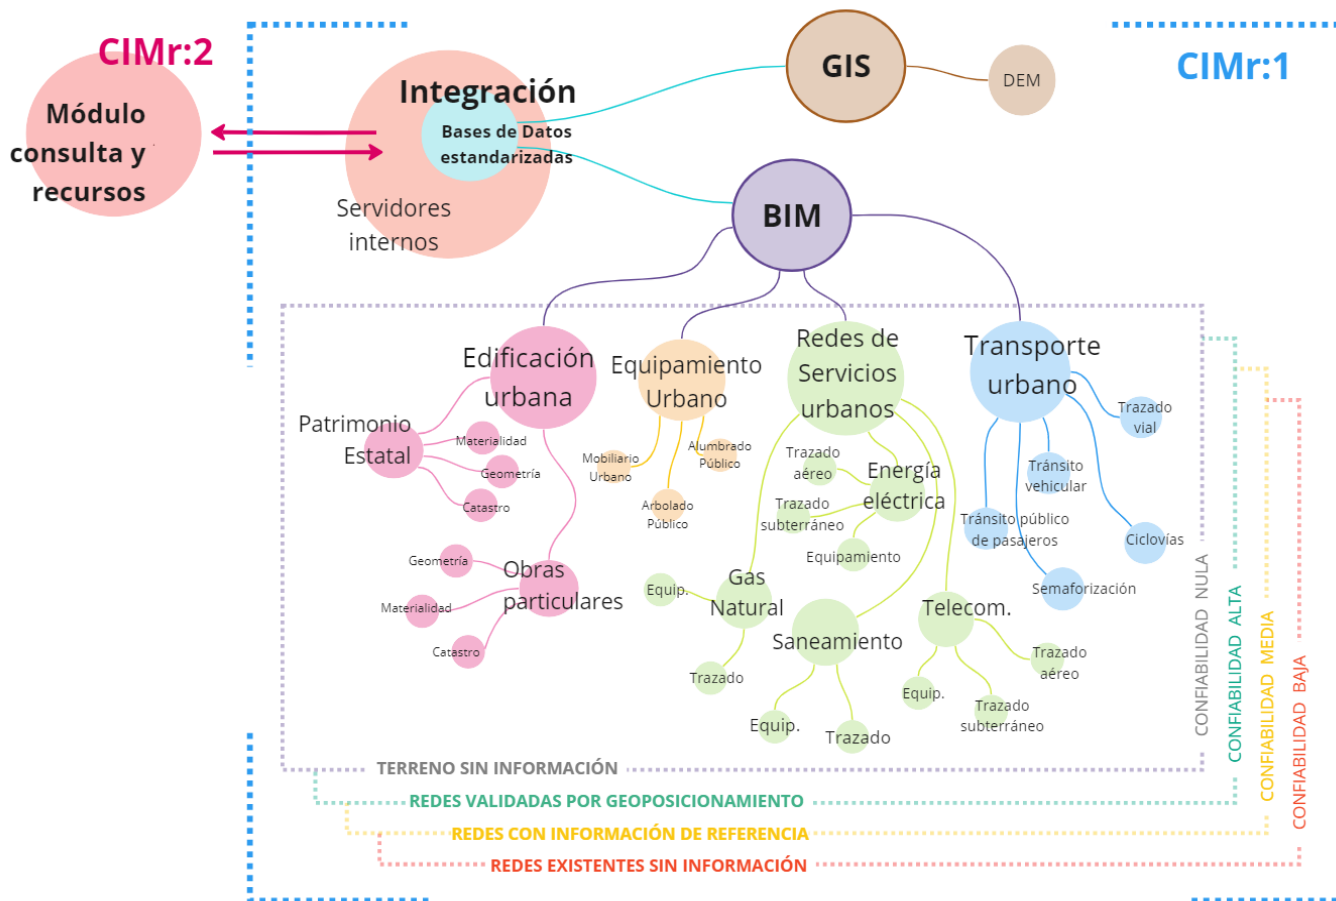 CIMr:2
Módulo
consulta y
recursos
Integración
Bases de Datos
estandarizadas
Servidores
internos
GIS
DEM
CIMr:1
BIM
Edificación
urbana
Patrimonio
Estatal
Materialidad
Geometría
Catastro
Obras
particulares
Geometría
Materialidad
Catastro
Equipamiento
Urbano
Mobiliario
Urbano
Arbolado
Público
Alumbrado
Público
Redes de
Servicios
urbanos
Energía
eléctrica
Trazado
aéreo
Trazado
subterráneo
Equipamiento
Gas
Natural
Equip.
Trazado
Saneamiento
Equip.
Trazado
Telecom.
Equip.
Trazado
subterráneo
Trazado
aéreo
Transporte
urbano
Trazado
vial
Tránsito
vehicular
Tránsito público
de pasajeros
Ciclovías
Semaforización
CONFIABILIDAD NULA
CONFIABILIDAD ALTA
CONFIABILIDAD MEDIA
CONFIABILIDAD BAJA
TERRENO SIN INFORMACIÓN
REDES VALIDADAS POR GEOPOSICIONAMIENTO
REDES CON INFORMACIÓN DE REFERENCIA
REDES EXISTENTES SIN INFORMACIÓN